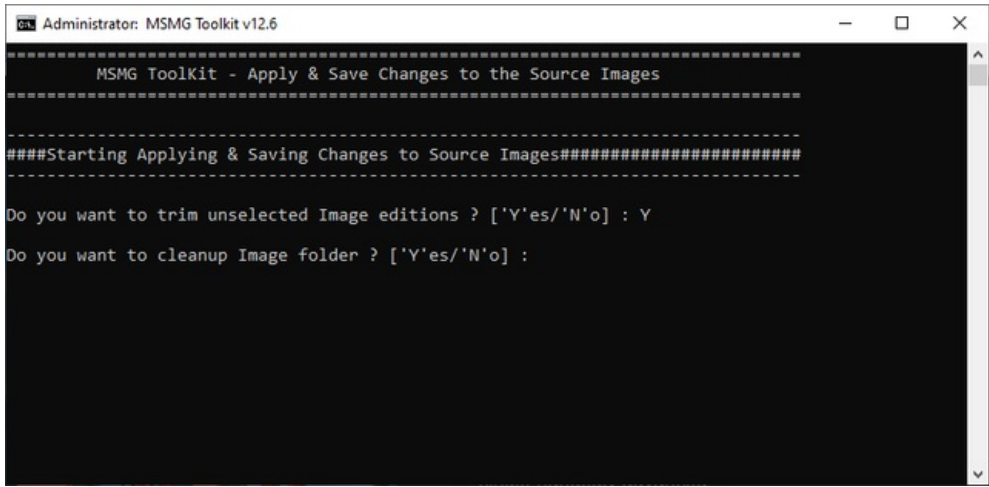 Administrator: MSMG Toolkit v12.6
===============================================================================
MSMG ToolKit - Apply & Save Changes to the Source Images
===============================================================================
-------------------------------------------------------------------------------
####Starting Applying & Saving Changes to Source Images########################
-------------------------------------------------------------------------------
Do you want to trim unselected Image editions ? ['Y'es/'N'o] : Y
Do you want to cleanup Image folder ? ['Y'es/'N'o] :